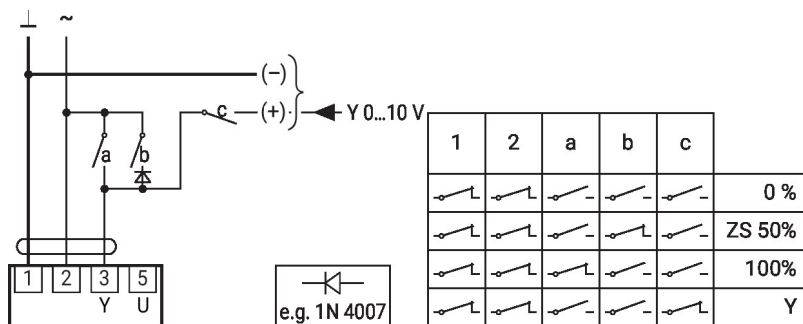 ⊥ ~
(−)
c (+) Y 0...10 V
a b
1 2 3 5
Y U
e.g. 1N 4007
1 2 a b c
0 %
ZS 50%
100%
Y